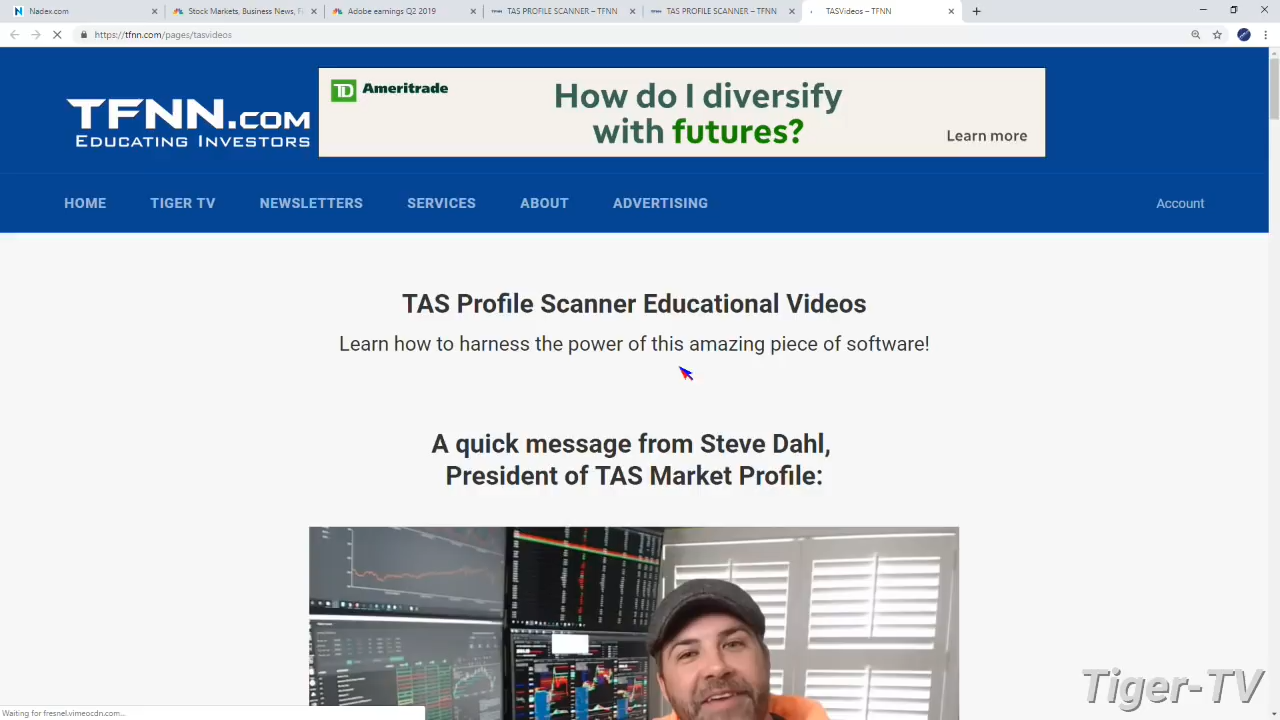 Nadex.com
Stock Markets, Business News, Fi
Adobe earnings Q2 2019
TAS PROFILE SCANNER – TFNN
TAS PROFILE SCANNER – TFNN
TASVideos – TFNN
https://tfnn.com/pages/tasvideos
TFNN.COM
EDUCATING INVESTORS
TD Ameritrade
How do I diversify
with futures?
Learn more
HOME
TIGER TV
NEWSLETTERS
SERVICES
ABOUT
ADVERTISING
Account
TAS Profile Scanner Educational Videos
Learn how to harness the power of this amazing piece of software!
A quick message from Steve Dahl,
President of TAS Market Profile:
Tiger-TV
Waiting for fresnel.vimeocdn.com...